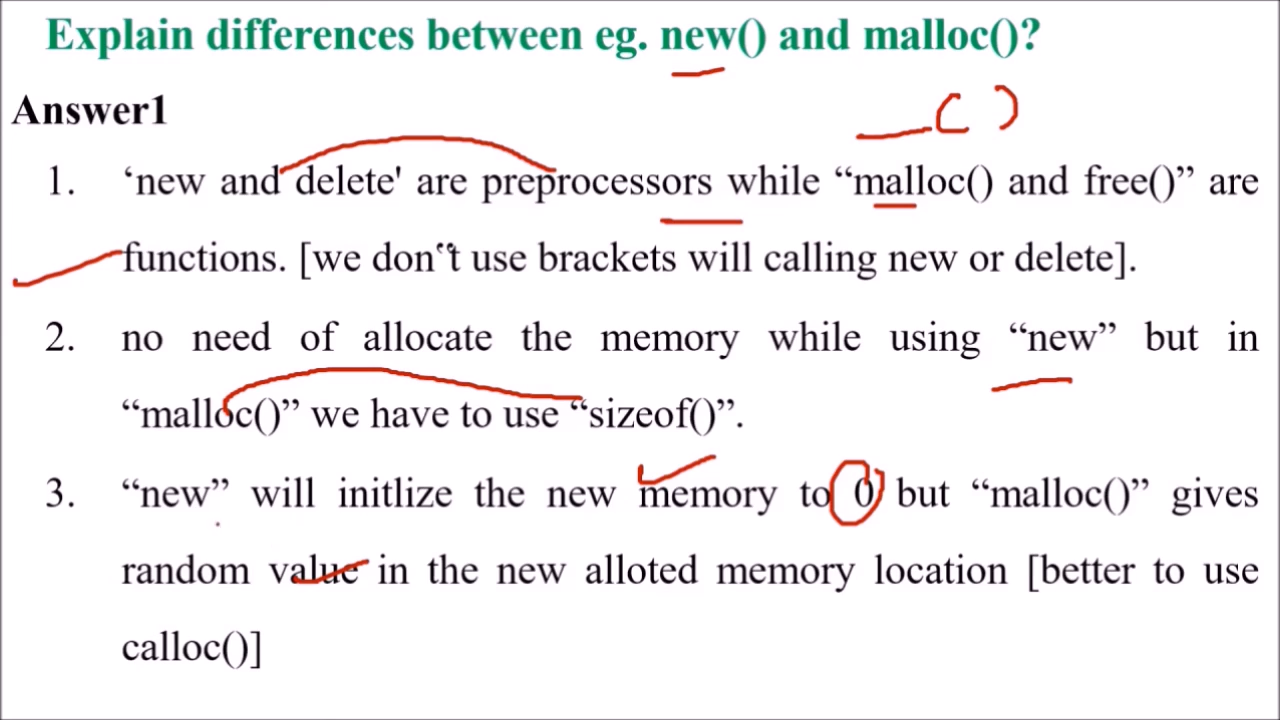 Explain differences between eg. new() and malloc()?
Answer1
1. ‘new and delete' are preprocessors while “malloc() and free()” are
functions. [we don‟t use brackets will calling new or delete].
2. no need of allocate the memory while using “new” but in
“malloc()” we have to use “sizeof()”.
3. “new” will initlize the new memory to 0 but “malloc()” gives
random value in the new alloted memory location [better to use
calloc()]